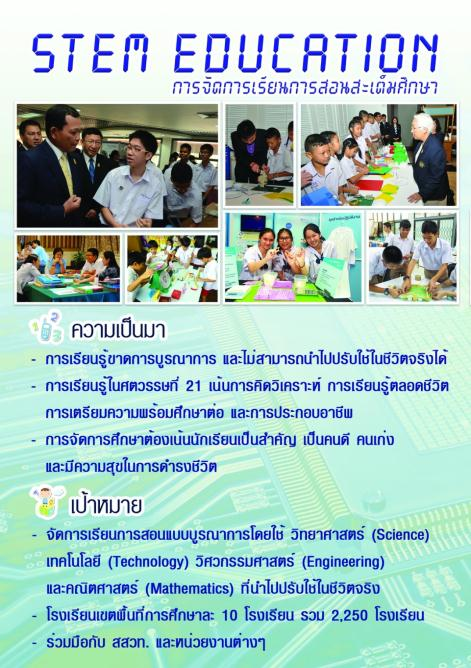 STEM EDUCATION
การจัดการเรียนการสอนสะเต็มศึกษา
ความเป็นมา
- การเรียนรู้ขาดการบูรณาการ และไม่สามารถนำไปปรับใช้ในชีวิตจริงได้
- การเรียนรู้ในศตวรรษที่ 21 เน้นการคิดวิเคราะห์ การเรียนรู้ตลอดชีวิต
การเตรียมความพร้อมศึกษาต่อ และการประกอบอาชีพ
- การจัดการศึกษาต้องเน้นนักเรียนเป็นสำคัญ เป็นคนดี คนเก่ง
และมีความสุขในการดำรงชีวิต
เป้าหมาย
- จัดการเรียนการสอนแบบบูรณาการโดยใช้ วิทยาศาสตร์ (Science)
เทคโนโลยี (Technology) วิศวกรรมศาสตร์ (Engineering)
และคณิตศาสตร์ (Mathematics) ที่นำไปปรับใช้ในชีวิตจริง
- โรงเรียนเขตพื้นที่การศึกษาละ 10 โรงเรียน รวม 2,250 โรงเรียน
- ร่วมมือกับ สสวท. และหน่วยงานต่างๆ